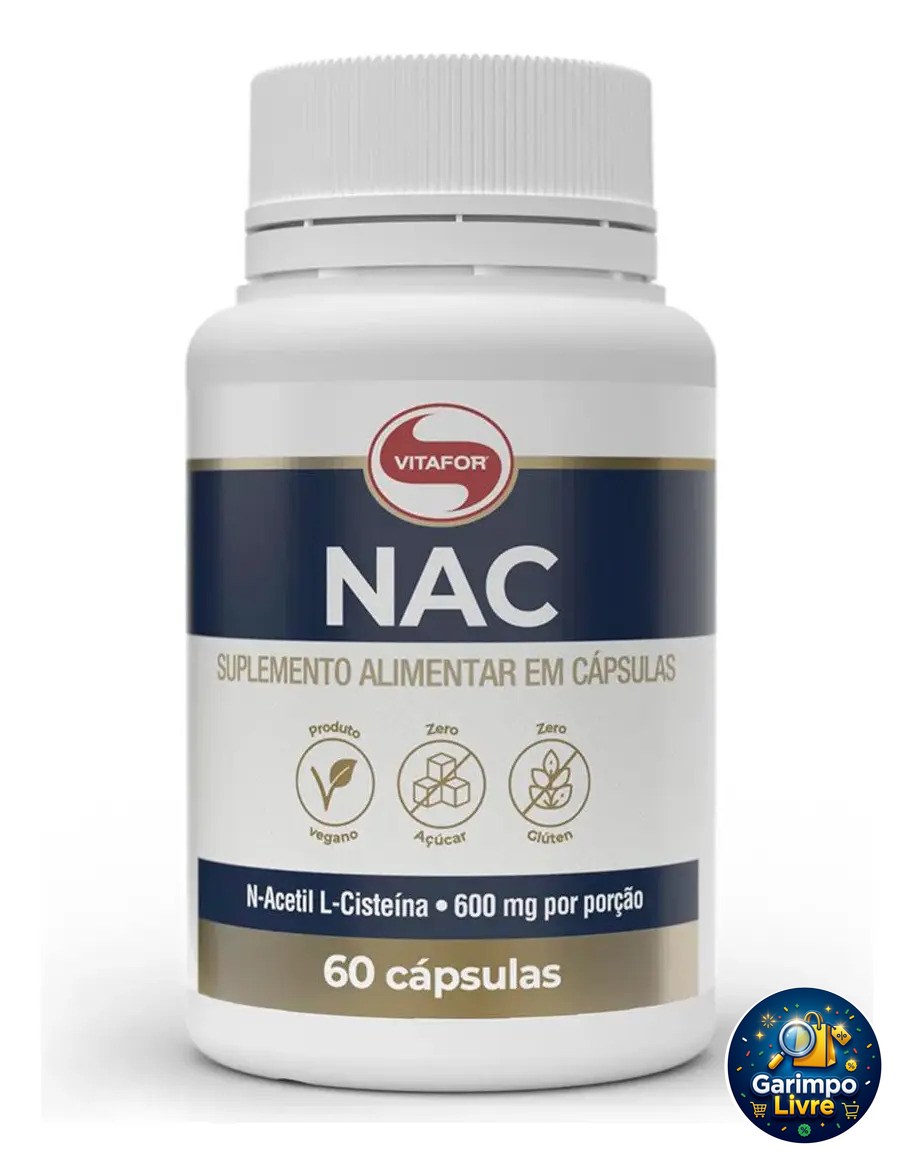 VITAFOR
NAC
SUPLEMENTO ALIMENTAR EM CÁPSULAS
Produto
vegano
Zero
Açúcar
Zero
Glúten
N-Acetil L-Cisteína • 600 mg por porção
60 cápsulas
Garimpo
Livre